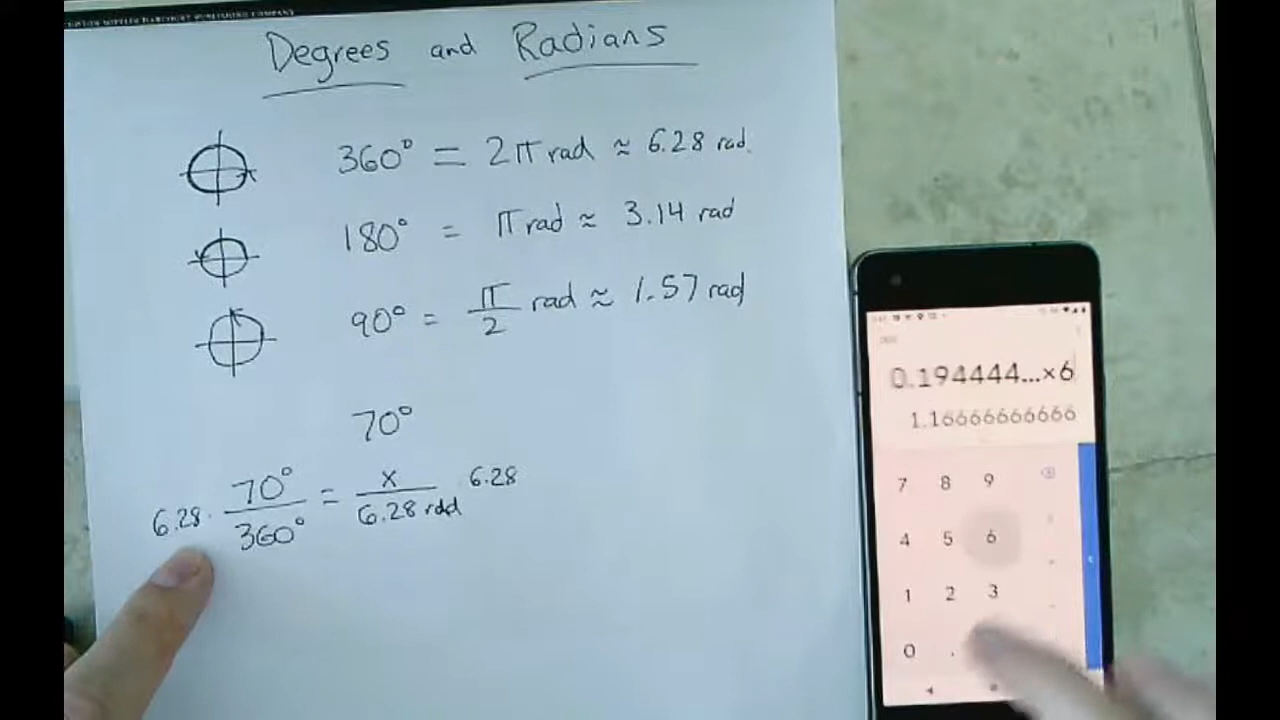 Degrees and Radians
360° = 2π rad ≈ 6.28 rad.
180° = π rad ≈ 3.14 rad
90° = π/2 rad ≈ 1.57 rad
70°
6.28 · 70°/360° = x/6.28 rad 6.28
0.194444...×6
1.16666666666
7 8 9
4 5 6
1 2 3
0 .